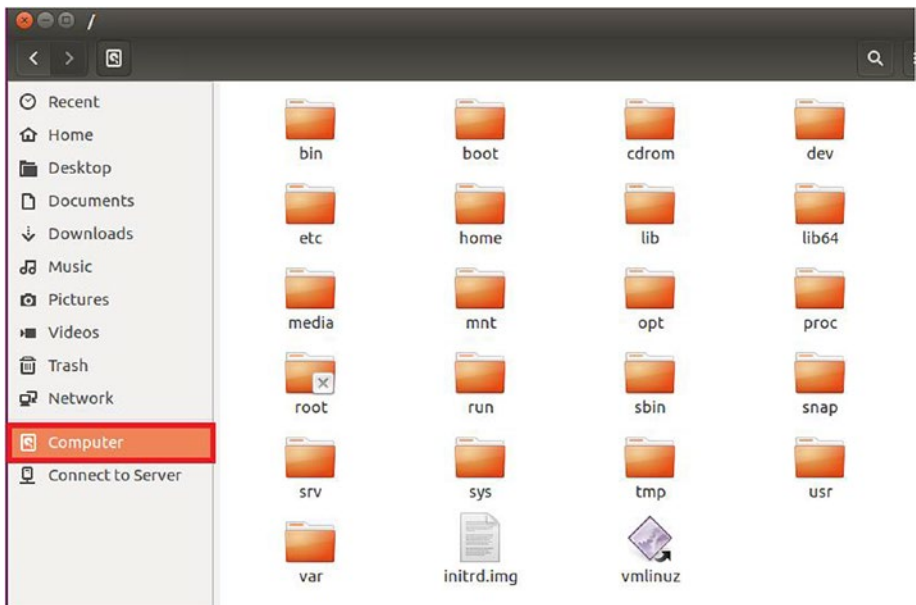 /
Recent
Home
Desktop
Documents
Downloads
Music
Pictures
Videos
Trash
Network
Computer
Connect to Server
bin boot cdrom dev
etc home lib lib64
media mnt opt proc
root run sbin snap
srv sys tmp usr
var initrd.img vmlinuz